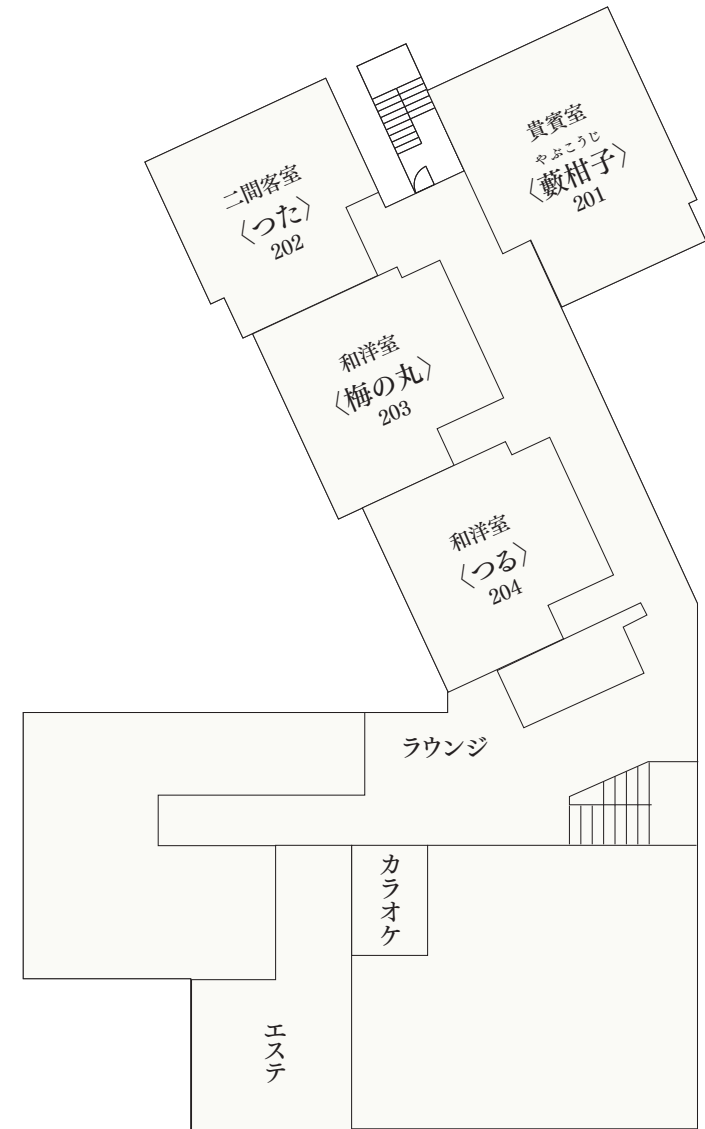 貴賓室
やぶこうじ
〈藪柑子〉
201
二間客室
〈つた〉
202
和洋室
〈梅の丸〉
203
和洋室
〈つる〉
204
ラウンジ
カラオケ
エステ